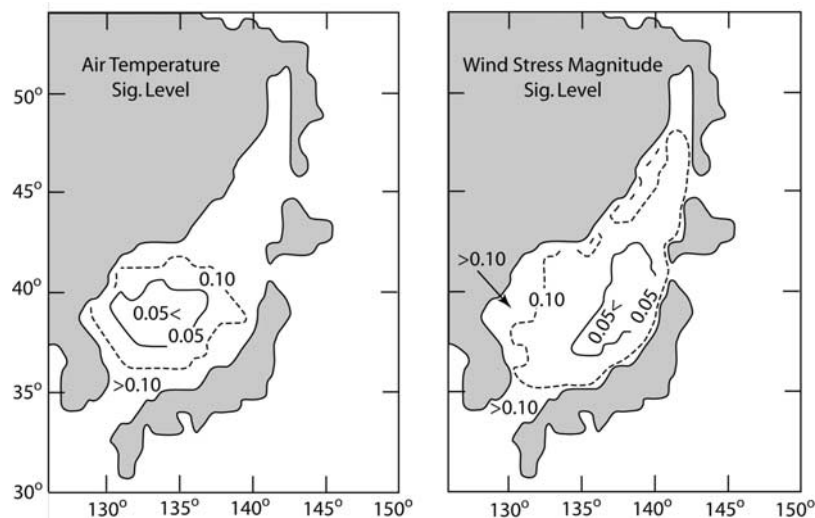 Air Temperature
Sig. Level
50°
45°
40°
35°
30°
0.10
0.05<
0.05
>0.10
130° 135° 140° 145° 150°
Wind Stress Magnitude
Sig. Level
>0.10
0.10
0.05<
0.05
>0.10
130° 135° 140° 145° 150°